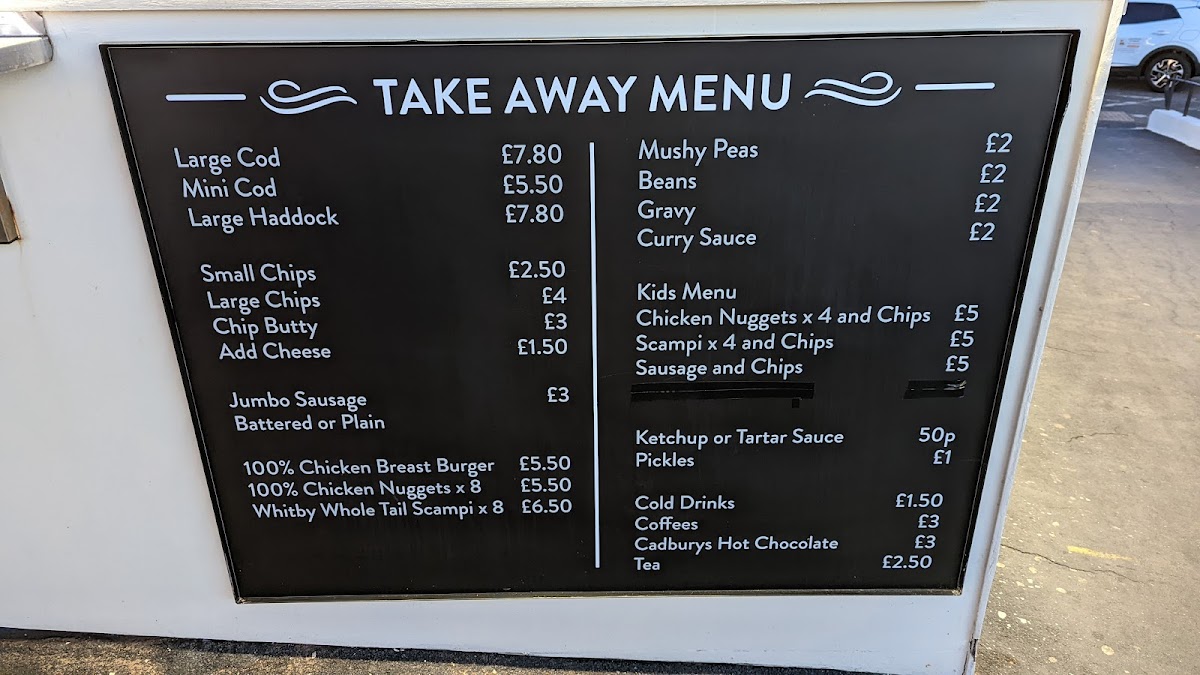 TAKE AWAY MENU
Large Cod £7.80
Mini Cod £5.50
Large Haddock £7.80
Small Chips £2.50
Large Chips £4
Chip Butty £3
Add Cheese £1.50
Jumbo Sausage £3
Battered or Plain
100% Chicken Breast Burger £5.50
100% Chicken Nuggets x 8 £5.50
Whitby Whole Tail Scampi x 8 £6.50
Mushy Peas £2
Beans £2
Gravy £2
Curry Sauce £2
Kids Menu
Chicken Nuggets x 4 and Chips £5
Scampi x 4 and Chips £5
Sausage and Chips £5
Ketchup or Tartar Sauce 50p
Pickles £1
Cold Drinks £1.50
Coffees £3
Cadburys Hot Chocolate £3
Tea £2.50